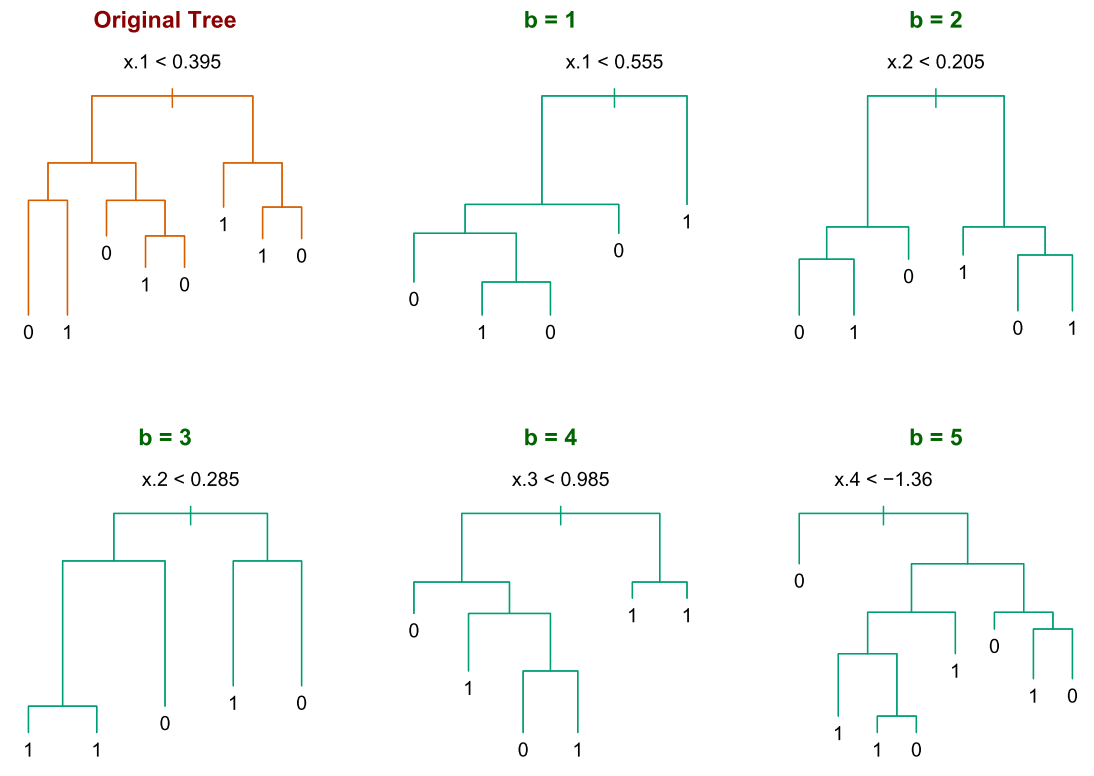 Original Tree
x.1 < 0.395
1
0
1 0
1 0
0 1
b = 1
x.1 < 0.555
1
0
0
1 0
b = 2
x.2 < 0.205
0
1
0 1
0 1
b = 3
x.2 < 0.285
1 0
0
1 1
b = 4
x.3 < 0.985
1 1
0
1
0 1
b = 5
x.4 < −1.36
0
0
1
1 0
1
1 0